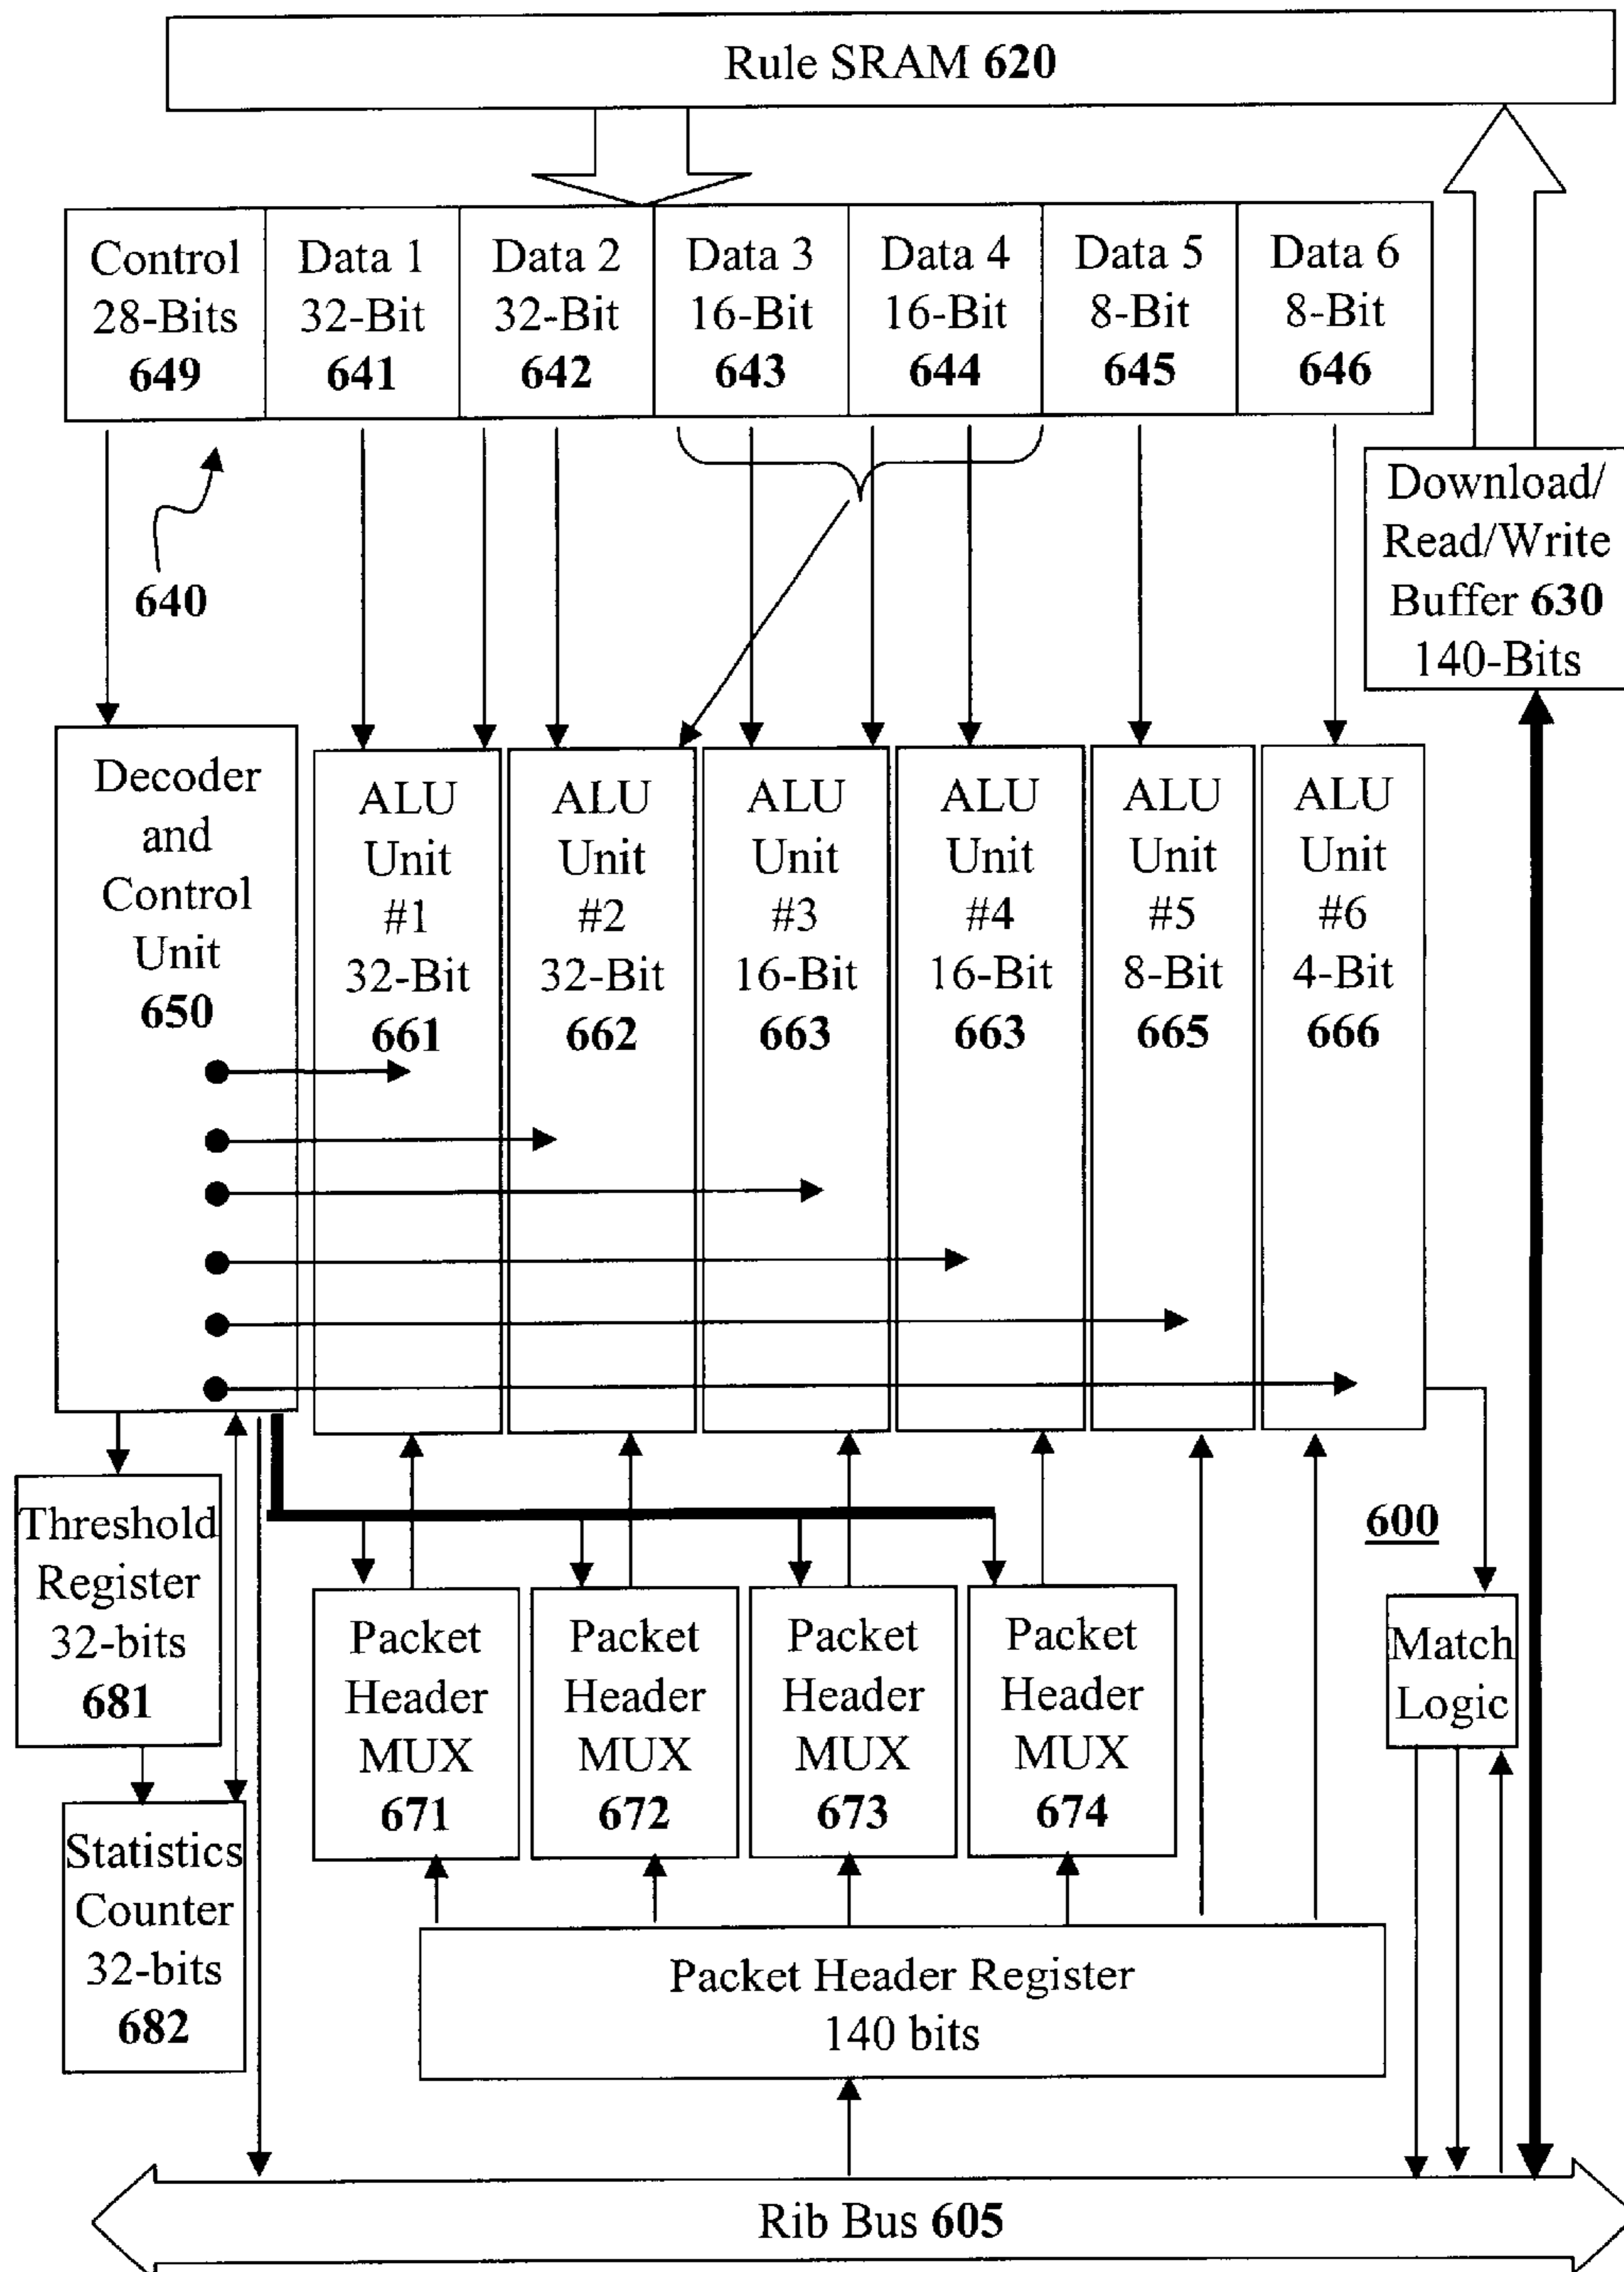 Rule SRAM 620
Control
28-Bits
649
Data 1
32-Bit
641
Data 2
32-Bit
642
Data 3
16-Bit
643
Data 4
16-Bit
644
Data 5
8-Bit
645
Data 6
8-Bit
646
640
Download/
Read/Write
Buffer 630
140-Bits
Decoder
and
Control
Unit
650
ALU
Unit
#1
32-Bit
661
ALU
Unit
#2
32-Bit
662
ALU
Unit
#3
16-Bit
663
ALU
Unit
#4
16-Bit
663
ALU
Unit
#5
8-Bit
665
ALU
Unit
#6
4-Bit
666
Threshold
Register
32-bits
681
600
Packet
Header
MUX
671
Packet
Header
MUX
672
Packet
Header
MUX
673
Packet
Header
MUX
674
Match
Logic
Statistics
Counter
32-bits
682
Packet Header Register
140 bits
Rib Bus 605